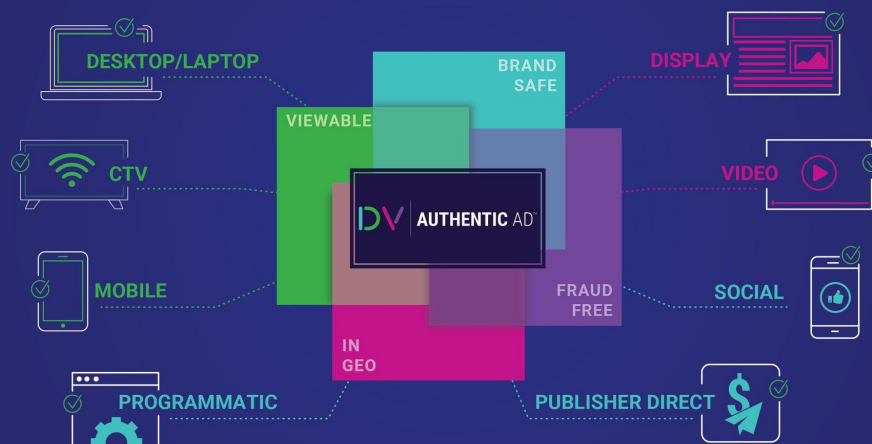 DESKTOP/LAPTOP
BRAND
SAFE
DISPLAY
VIEWABLE
CTV
VIDEO
DV AUTHENTIC AD™
MOBILE
FRAUD
FREE
SOCIAL
IN
GEO
PROGRAMMATIC
PUBLISHER DIRECT
$